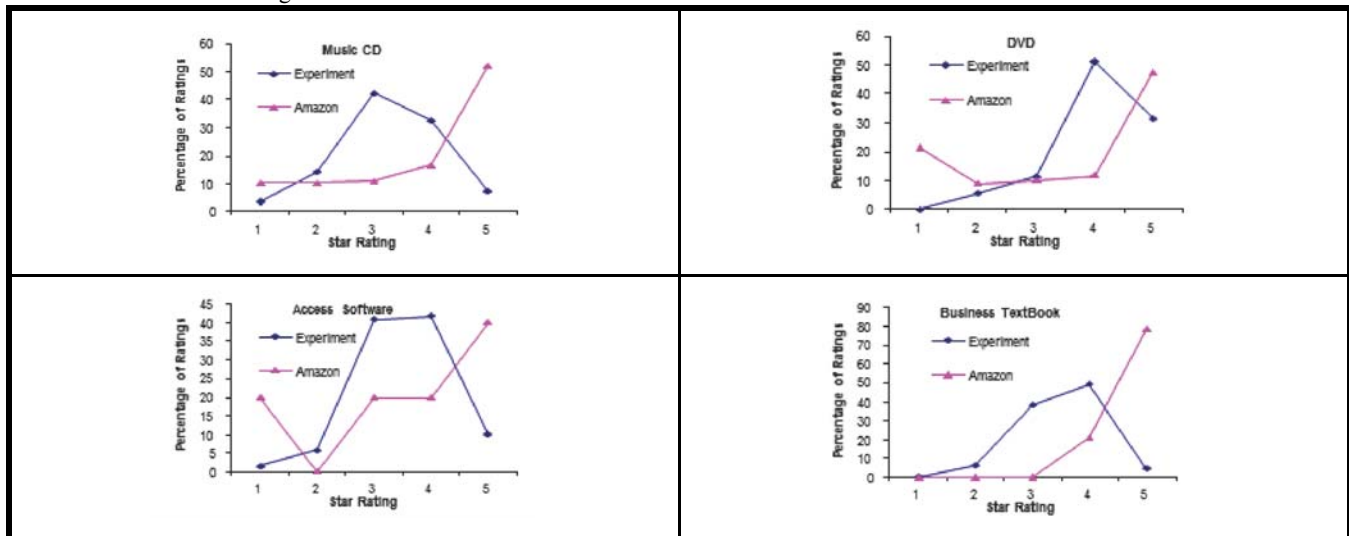 Music CD
Experiment
Amazon
Percentage of Ratings
60
50
40
30
20
10
0
1 2 3 4 5
Star Rating
DVD
Experiment
Amazon
Percentage of Ratings
60
50
40
30
20
10
0
1 2 3 4 5
Star Rating
Access Software
Experiment
Amazon
Percentage of Ratings
45
40
35
30
25
20
15
10
5
0
1 2 3 4 5
Star Rating
Business TextBook
Experiment
Amazon
Percentage of Ratings
90
80
70
60
50
40
30
20
10
0
1 2 3 4 5
Star Rating